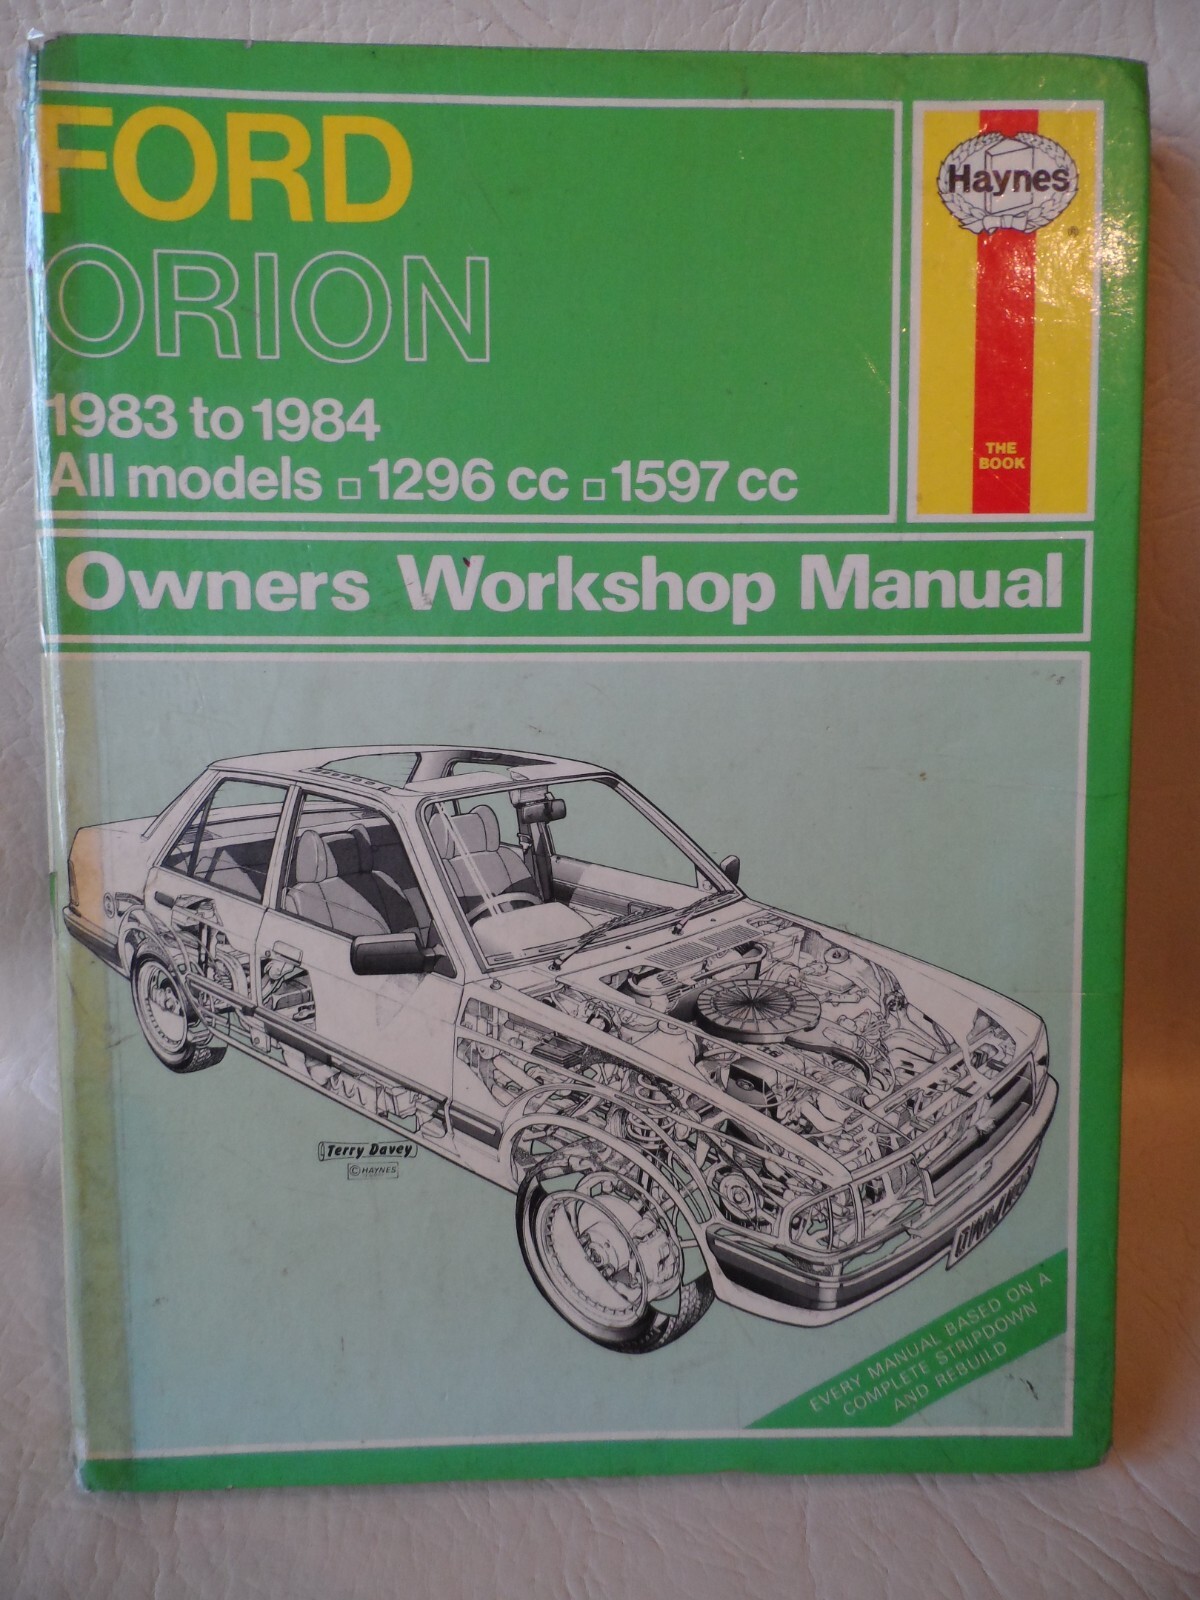 FORD
ORION
1983 to 1984
All models □ 1296 cc □ 1597 cc
Haynes
®
THE
BOOK
Owners Workshop Manual
Terry Davey
© HAYNES
EVERY MANUAL BASED ON A
COMPLETE STRIPDOWN
AND REBUILD